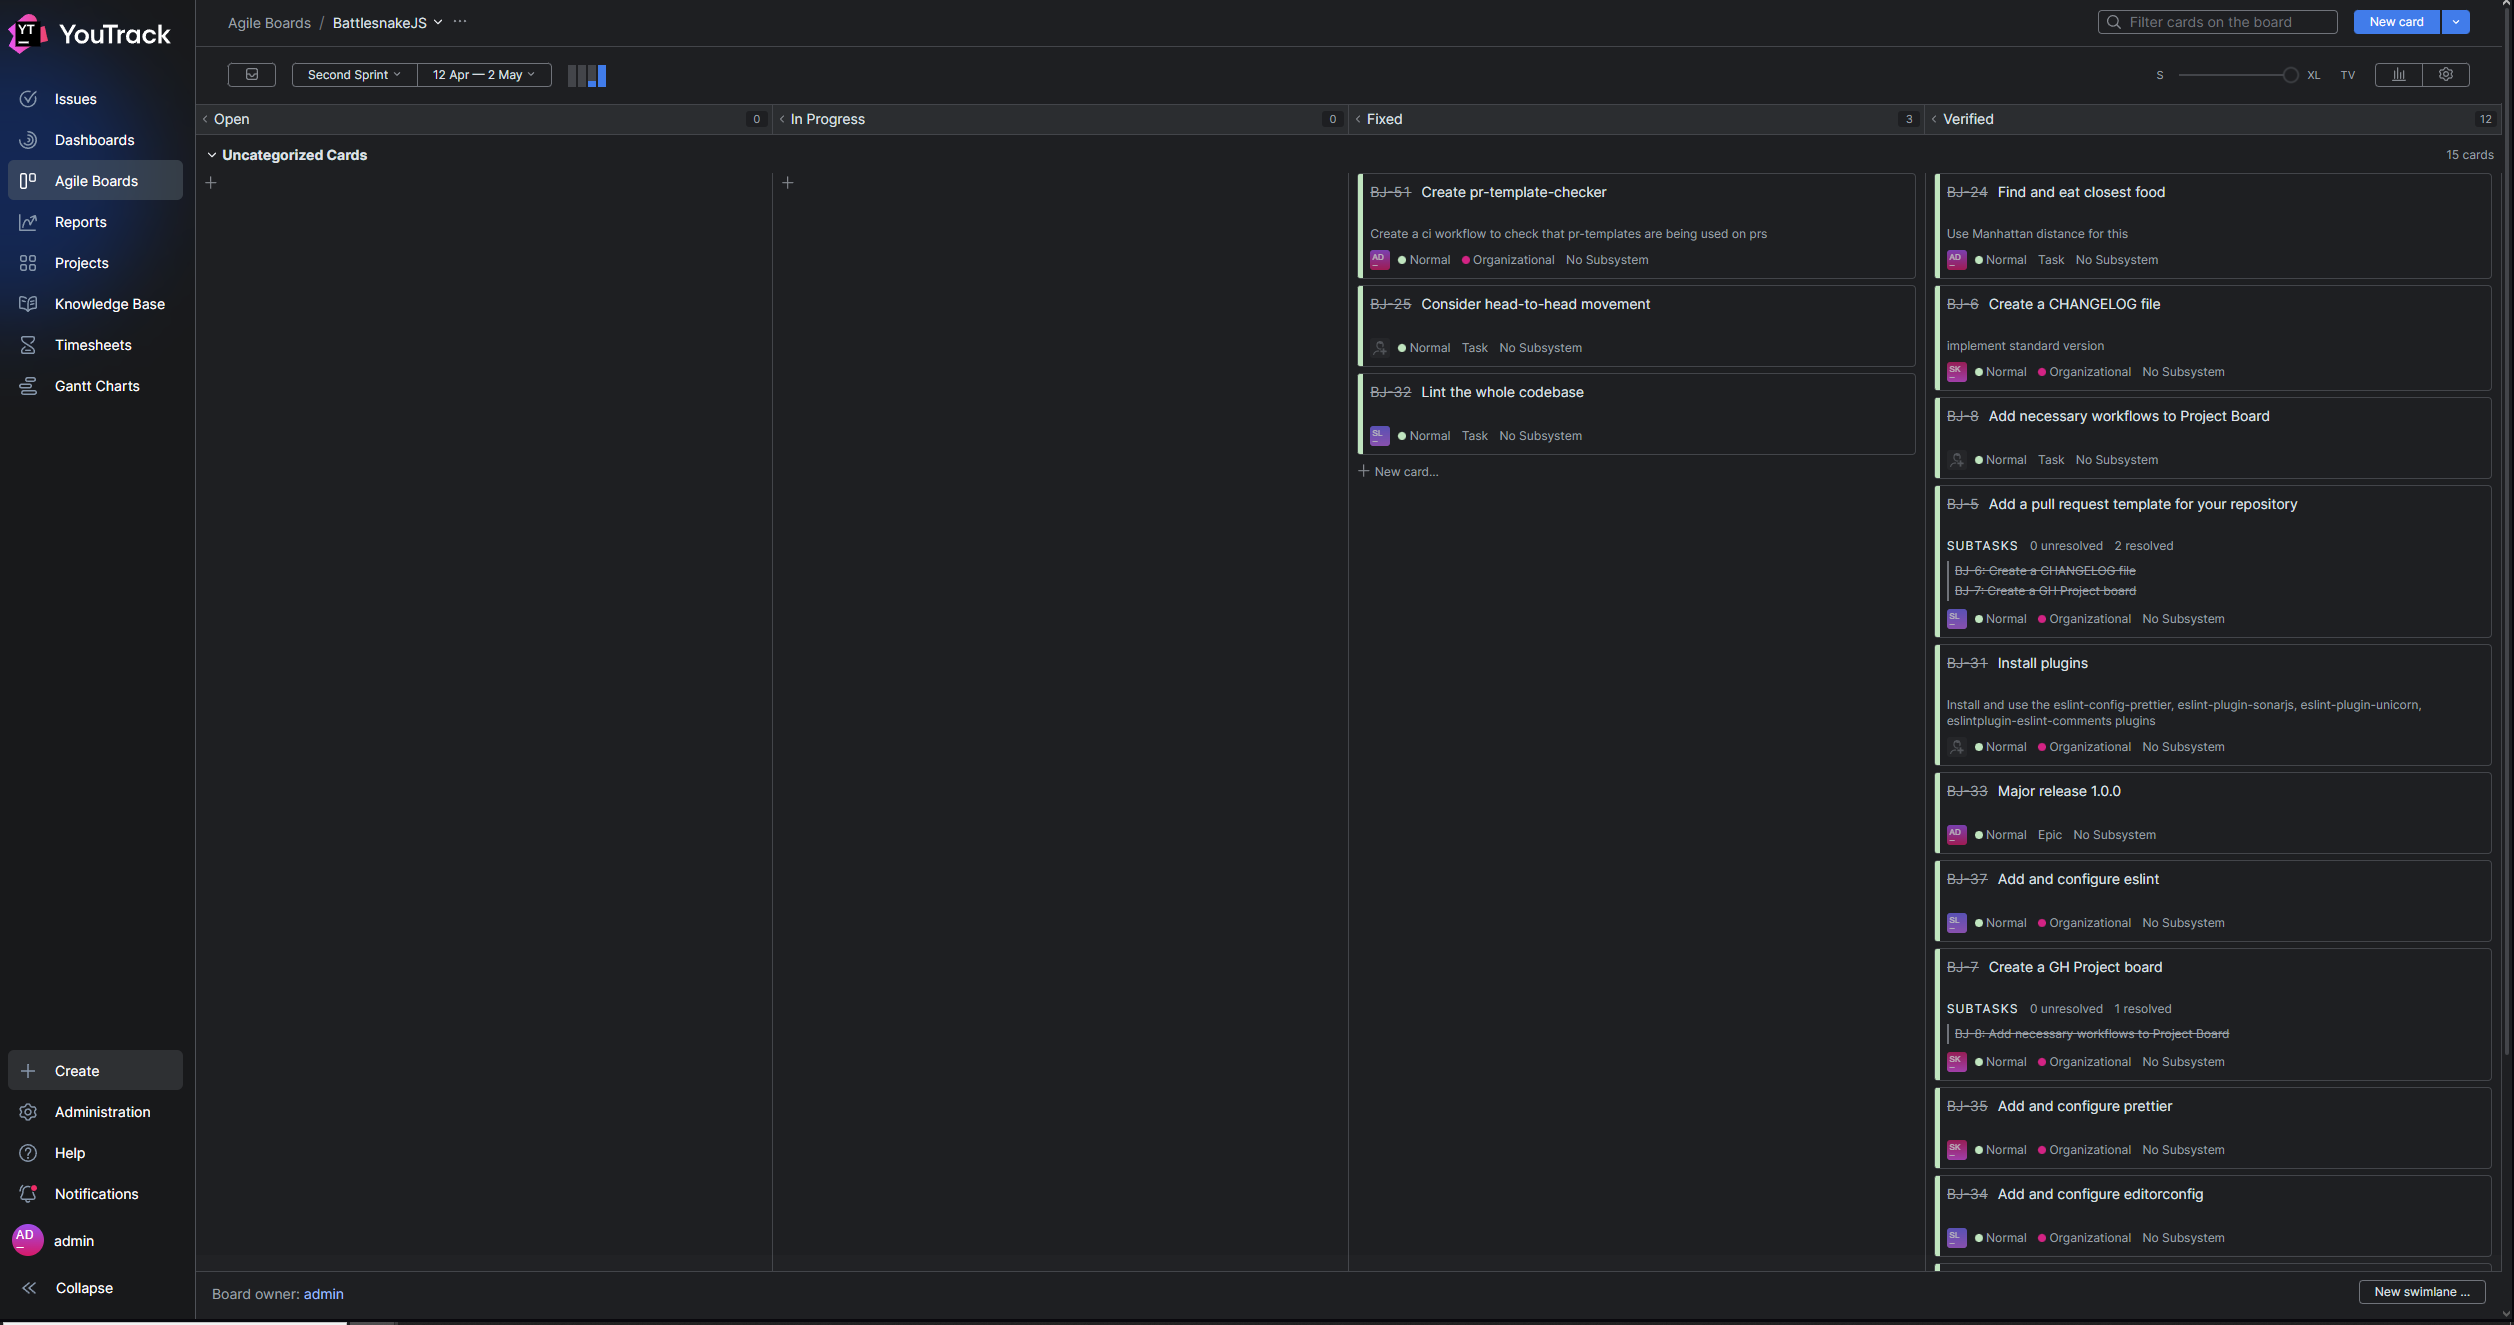 YT
YouTrack
Issues
Dashboards
Agile Boards
Reports
Projects
Knowledge Base
Timesheets
Gantt Charts
Create
Administration
Help
Notifications
AD
admin
Collapse
Agile Boards / BattlesnakeJS ...
Filter cards on the board
New card
Second Sprint
12 Apr — 2 May
S
XL
TV
Open 0
In Progress 0
Fixed 3
Verified 12
Uncategorized Cards
15 cards
BJ-51 Create pr-template-checker
Create a ci workflow to check that pr-templates are being used on prs
AD Normal Organizational No Subsystem
BJ-25 Consider head-to-head movement
Normal Task No Subsystem
BJ-32 Lint the whole codebase
SL Normal Task No Subsystem
New card...
BJ-24 Find and eat closest food
Use Manhattan distance for this
AD Normal Task No Subsystem
BJ-6 Create a CHANGELOG file
implement standard version
SK Normal Organizational No Subsystem
BJ-8 Add necessary workflows to Project Board
Normal Task No Subsystem
BJ-5 Add a pull request template for your repository
SUBTASKS 0 unresolved 2 resolved
BJ-6: Create a CHANGELOG file
BJ-7: Create a GH Project board
SL Normal Organizational No Subsystem
BJ-31 Install plugins
Install and use the eslint-config-prettier, eslint-plugin-sonarjs, eslint-plugin-unicorn,
eslintplugin-eslint-comments plugins
Normal Organizational No Subsystem
BJ-33 Major release 1.0.0
AD Normal Epic No Subsystem
BJ-37 Add and configure eslint
SL Normal Organizational No Subsystem
BJ-7 Create a GH Project board
SUBTASKS 0 unresolved 1 resolved
BJ-8: Add necessary workflows to Project Board
SK Normal Organizational No Subsystem
BJ-35 Add and configure prettier
SK Normal Organizational No Subsystem
BJ-34 Add and configure editorconfig
SL Normal Organizational No Subsystem
Board owner: admin
New swimlane ...